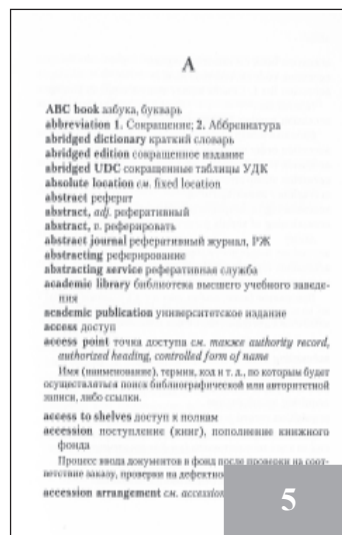 A
ABC book азбука, букварь
abbreviation 1. Сокращение; 2. Аббревиатура
abridged dictionary краткий словарь
abridged edition сокращенное издание
abridged UDC сокращенные таблицы УДК
absolute location см. fixed location
abstract реферат
abstract, adj. реферативный
abstract, v. реферировать
abstract journal реферативный журнал, РЖ
abstracting реферирование
abstracting service реферативная служба
academic library библиотека высшего учебного заведе-
ния
academic publication университетское издание
access доступ
access point точка доступа см. также authority record,
authorized heading, controlled form of name
Имя (наименование), термин, код и т. д., по которым будет
осуществляться поиск библиографической или авторитетной
записи, либо ссылки.
access to shelves доступ к полкам
accession поступление (книг), пополнение книжного
фонда
Процесс ввода документов в фонд после проверки на соот-
ветствие заказу, проверки на дефектно
accession arrangement см. accession
5